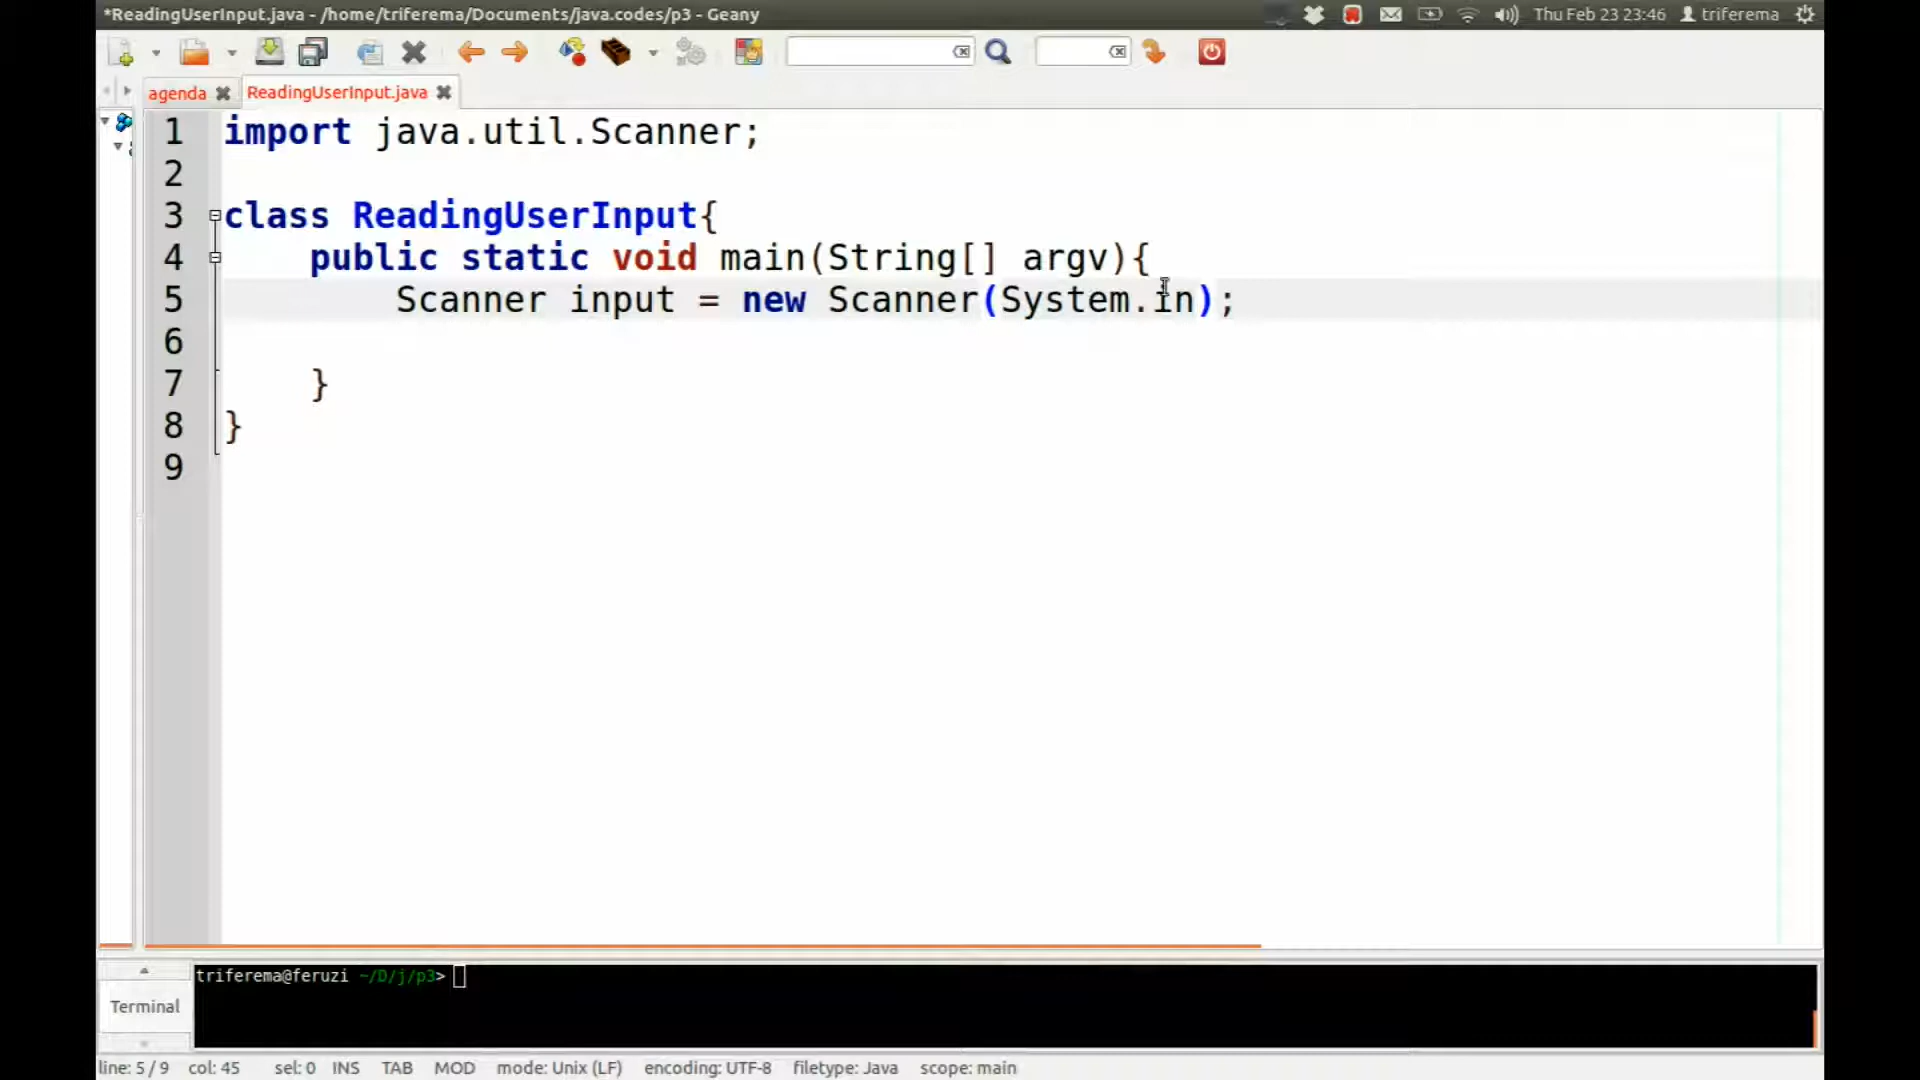 *ReadingUserInput.java - /home/triferema/Documents/java.codes/p3 - Geany
Thu Feb 23 23:46 triferema
agenda ReadingUserInput.java
1 import java.util.Scanner;
2
3 class ReadingUserInput{
4 public static void main(String[] argv){
5 Scanner input = new Scanner(System.in);
6
7 }
8 }
9
triferema@feruzi ~/D/j/p3>
Terminal
line: 5 / 9 col: 45 sel: 0 INS TAB MOD mode: Unix (LF) encoding: UTF-8 filetype: Java scope: main